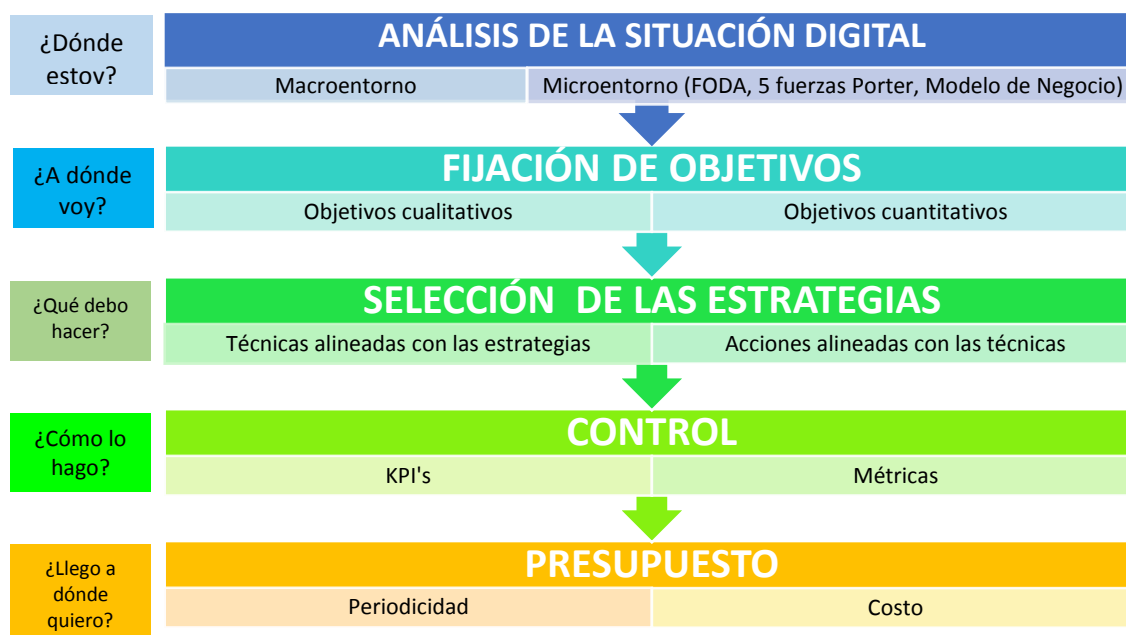 ¿Dónde
estoy?
ANÁLISIS DE LA SITUACIÓN DIGITAL
Macroentorno
Microentorno (FODA, 5 fuerzas Porter, Modelo de Negocio)
¿A dónde
voy?
FIJACIÓN DE OBJETIVOS
Objetivos cualitativos
Objetivos cuantitativos
¿Qué debo
hacer?
SELECCIÓN DE LAS ESTRATEGIAS
Técnicas alineadas con las estrategias
Acciones alineadas con las técnicas
¿Cómo lo
hago?
CONTROL
KPI's
Métricas
¿Llego a
dónde
quiero?
PRESUPUESTO
Periodicidad
Costo